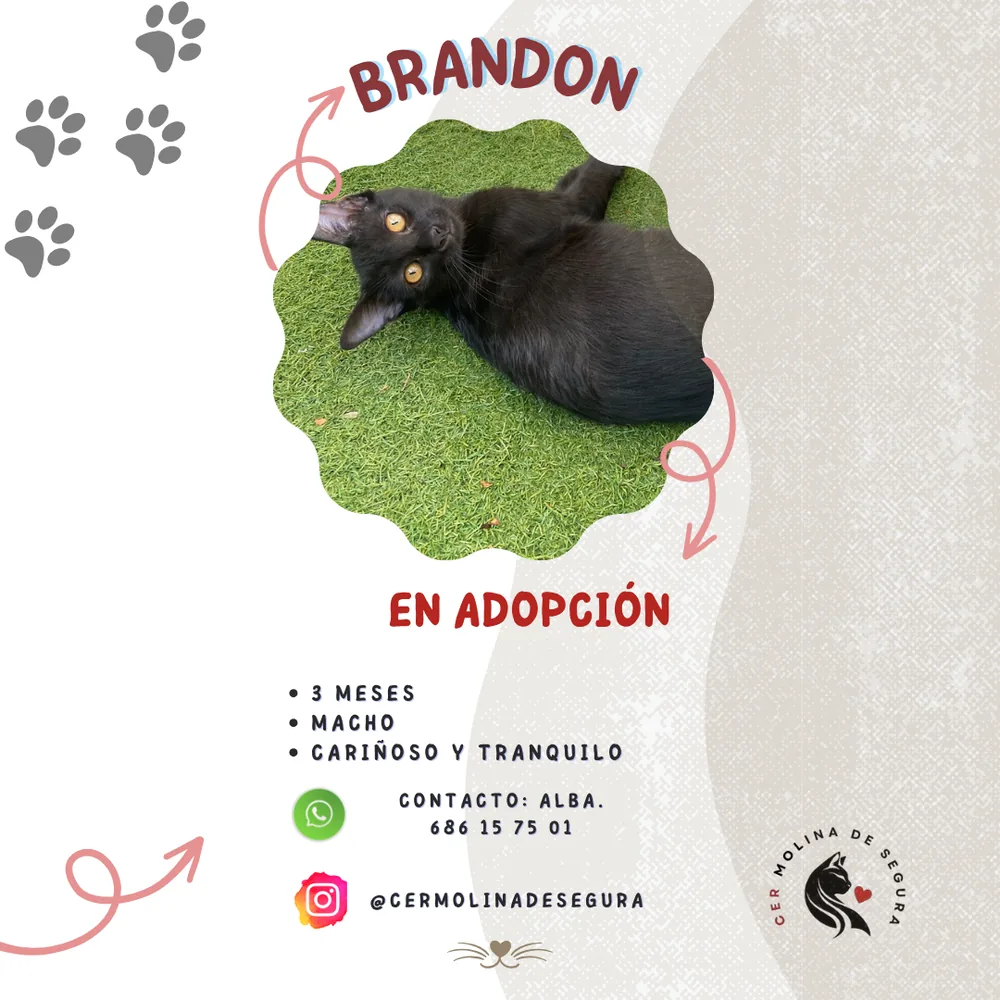 BRANDON
EN ADOPCIÓN
3 MESES
MACHO
CARIÑOSO Y TRANQUILO
CONTACTO: ALBA.
686 15 75 01
@CERMOLINADESEGURA
CER MOLINA DE SEGURA